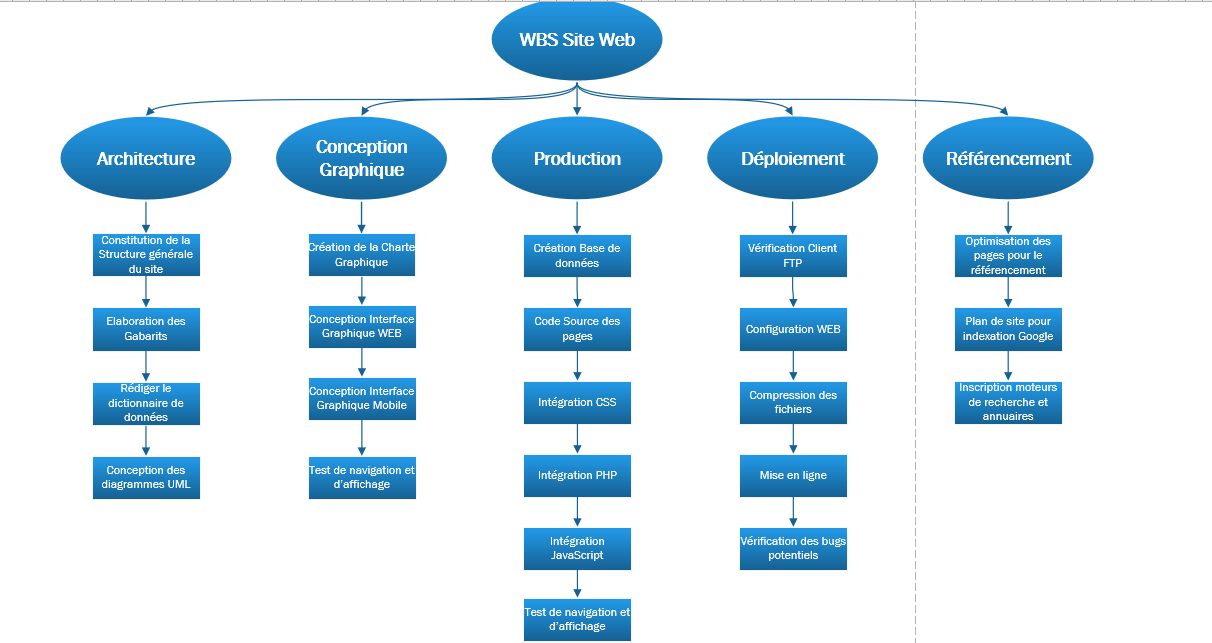 WBS Site Web
Architecture
Conception
Graphique
Production
Déploiement
Référencement
Constitution de la
Structure générale
du site
Elaboration des
Gabarits
Rédiger le
dictionnaire de
données
Conception des
diagrammes UML
Création de la Charte
Graphique
Conception Interface
Graphique WEB
Conception Interface
Graphique Mobile
Test de navigation et
d'affichage
Création Base de
données
Code Source des
pages
Intégration CSS
Intégration PHP
Intégration
JavaScript
Test de navigation et
d'affichage
Vérification Client
FTP
Configuration WEB
Compression des
fichiers
Mise en ligne
Vérification des bugs
potentiels
Optimisation des
pages pour le
référencement
Plan de site pour
indexation Google
Inscription moteurs
de recherche et
annuaires